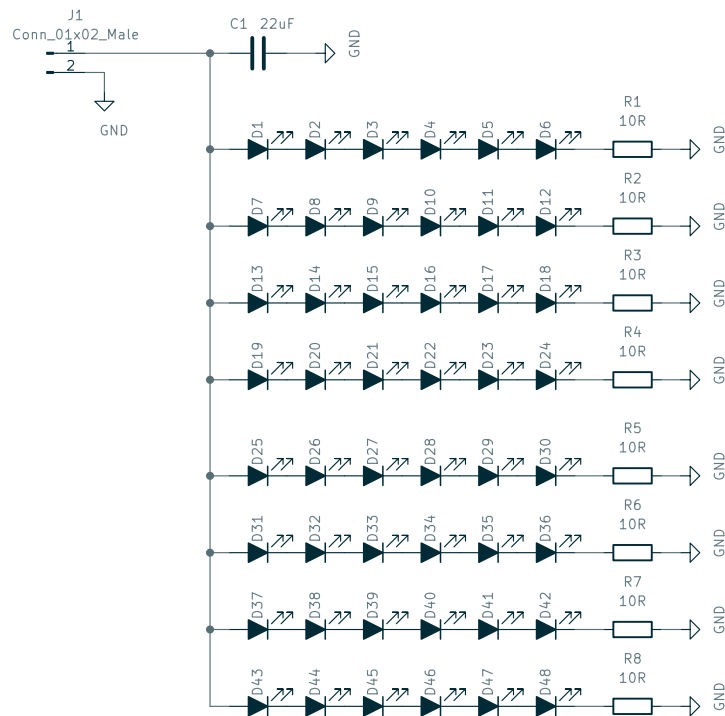 J1
Conn_01x02_Male
1
2
GND
C1 22uF
GND
D1 D2 D3 D4 D5 D6
R1
10R
GND
D7 D8 D9 D10 D11 D12
R2
10R
GND
D13 D14 D15 D16 D17 D18
R3
10R
GND
D19 D20 D21 D22 D23 D24
R4
10R
GND
D25 D26 D27 D28 D29 D30
R5
10R
GND
D31 D32 D33 D34 D35 D36
R6
10R
GND
D37 D38 D39 D40 D41 D42
R7
10R
GND
D43 D44 D45 D46 D47 D48
R8
10R
GND